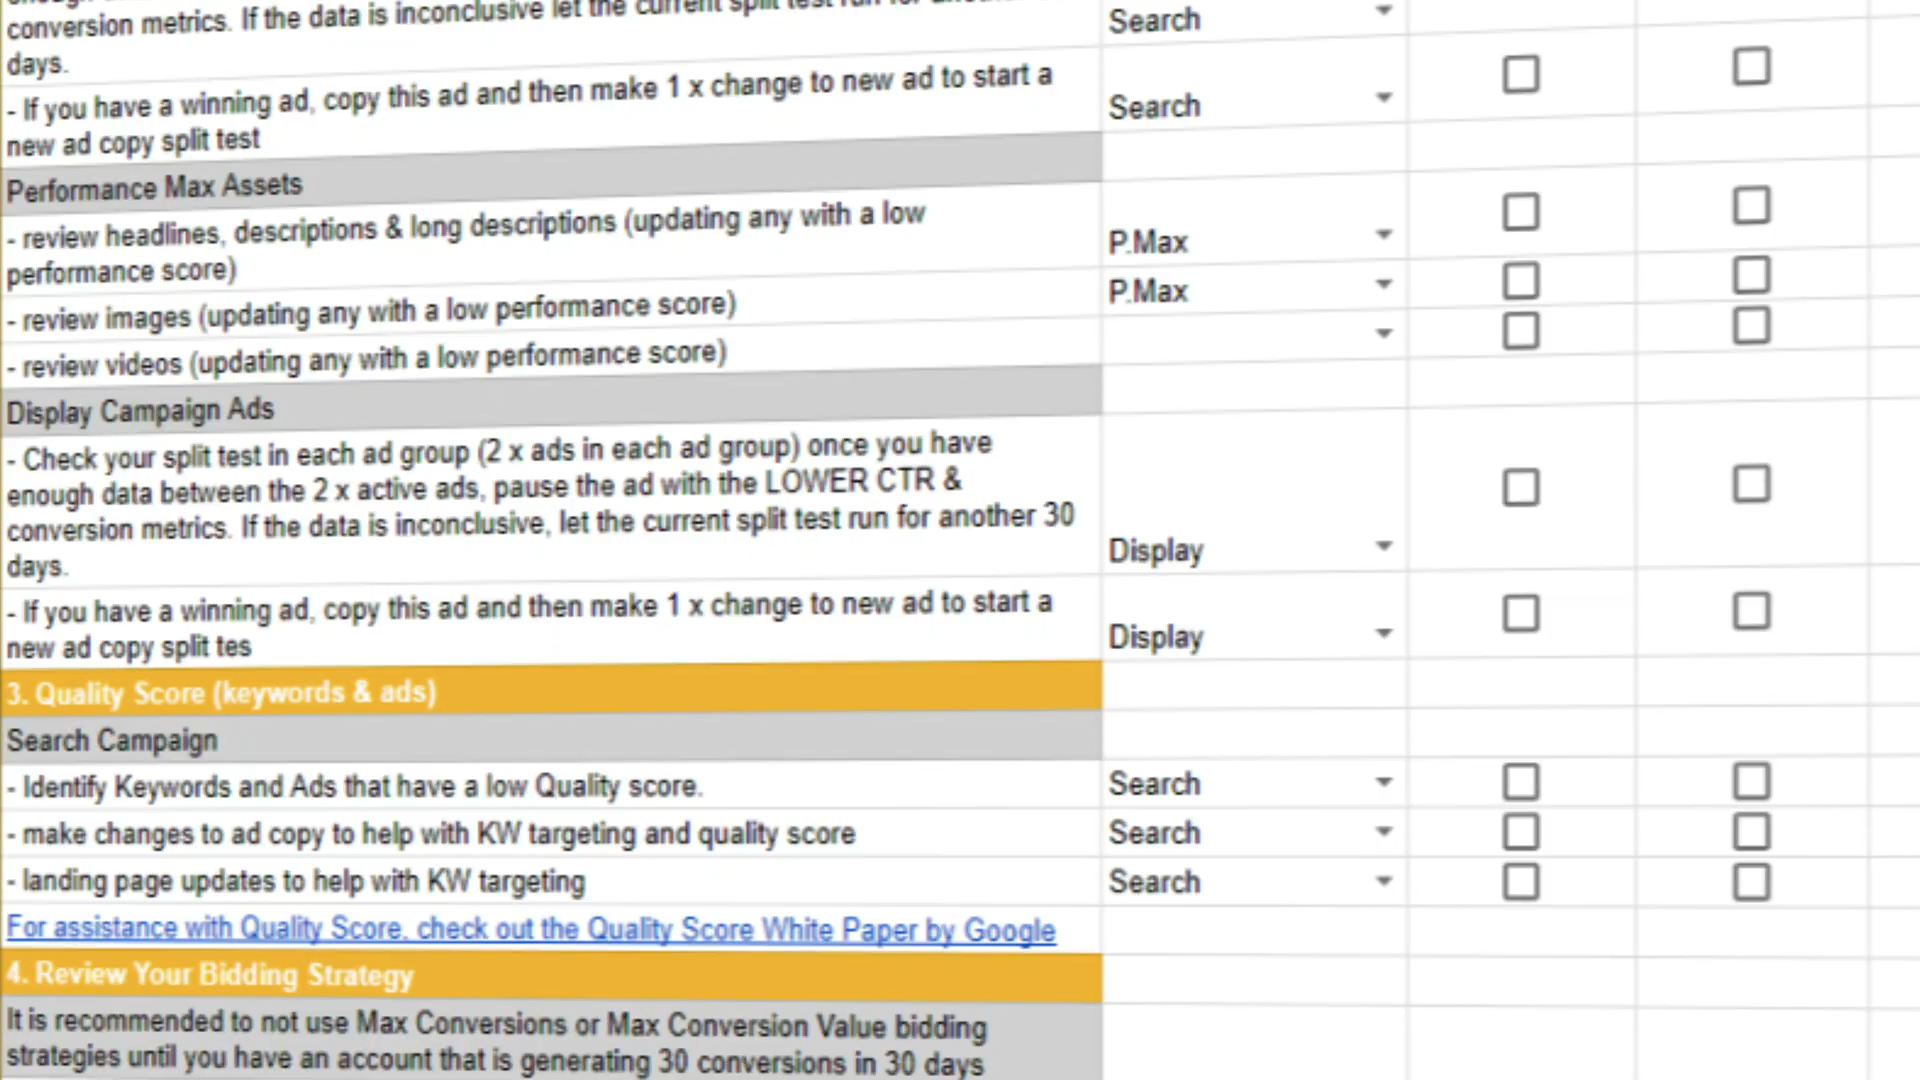 conversion metrics. If the data is inconclusive let the current split test run for another
days.
Search
- If you have a winning ad, copy this ad and then make 1 x change to new ad to start a
new ad copy split test
Search
Performance Max Assets
- review headlines, descriptions & long descriptions (updating any with a low
performance score)
P.Max
- review images (updating any with a low performance score)
P.Max
- review videos (updating any with a low performance score)
Display Campaign Ads
- Check your split test in each ad group (2 x ads in each ad group) once you have
enough data between the 2 x active ads, pause the ad with the LOWER CTR &
conversion metrics. If the data is inconclusive, let the current split test run for another 30
days.
Display
- If you have a winning ad, copy this ad and then make 1 x change to new ad to start a
new ad copy split tes
Display
3. Quality Score (keywords & ads)
Search Campaign
- Identify Keywords and Ads that have a low Quality score.
Search
- make changes to ad copy to help with KW targeting and quality score
Search
- landing page updates to help with KW targeting
Search
For assistance with Quality Score, check out the Quality Score White Paper by Google
4. Review Your Bidding Strategy
It is recommended to not use Max Conversions or Max Conversion Value bidding
strategies until you have an account that is generating 30 conversions in 30 days